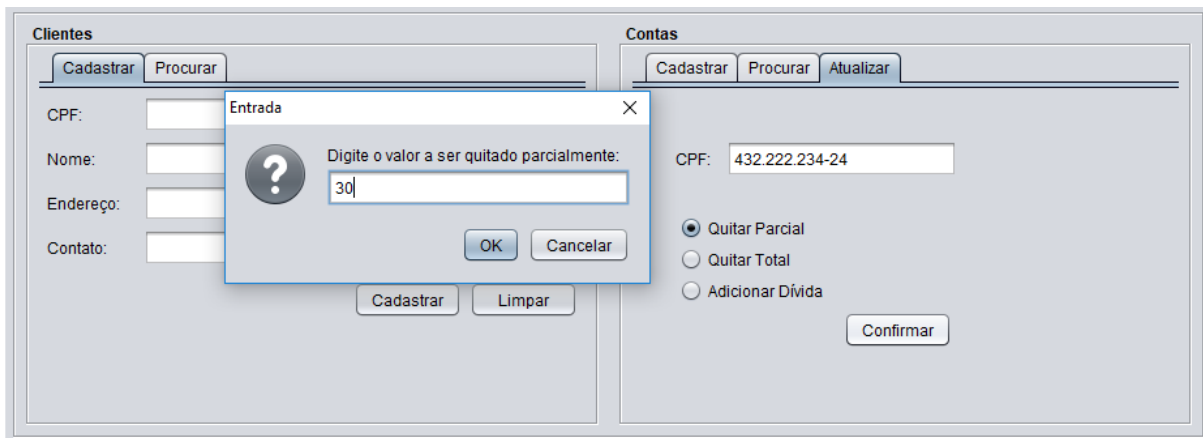 Clientes
Cadastrar Procurar
CPF:
Nome:
Endereço:
Contato:
Cadastrar Limpar
Entrada
Digite o valor a ser quitado parcialmente:
30
OK Cancelar
Contas
Cadastrar Procurar Atualizar
CPF: 432.222.234-24
Quitar Parcial
Quitar Total
Adicionar Dívida
Confirmar